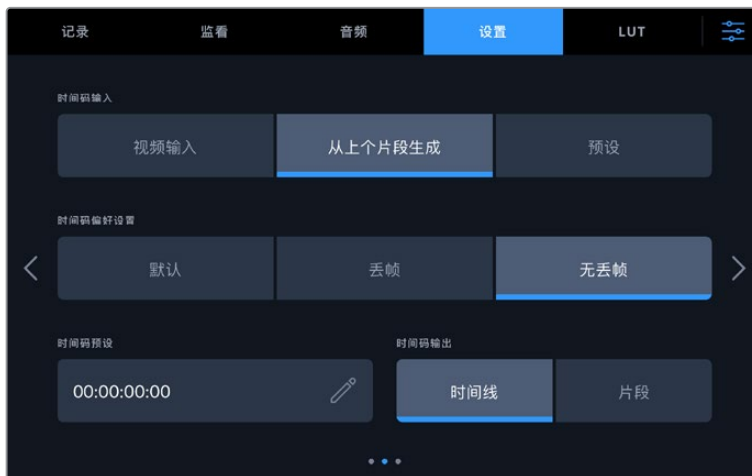 记录 监看 音频 设置 LUT
时间码输入
视频输入 从上个片段生成 预设
时间码偏好设置
默认 丢帧 无丢帧
时间码预设 时间码输出
00:00:00:00 时间线 片段